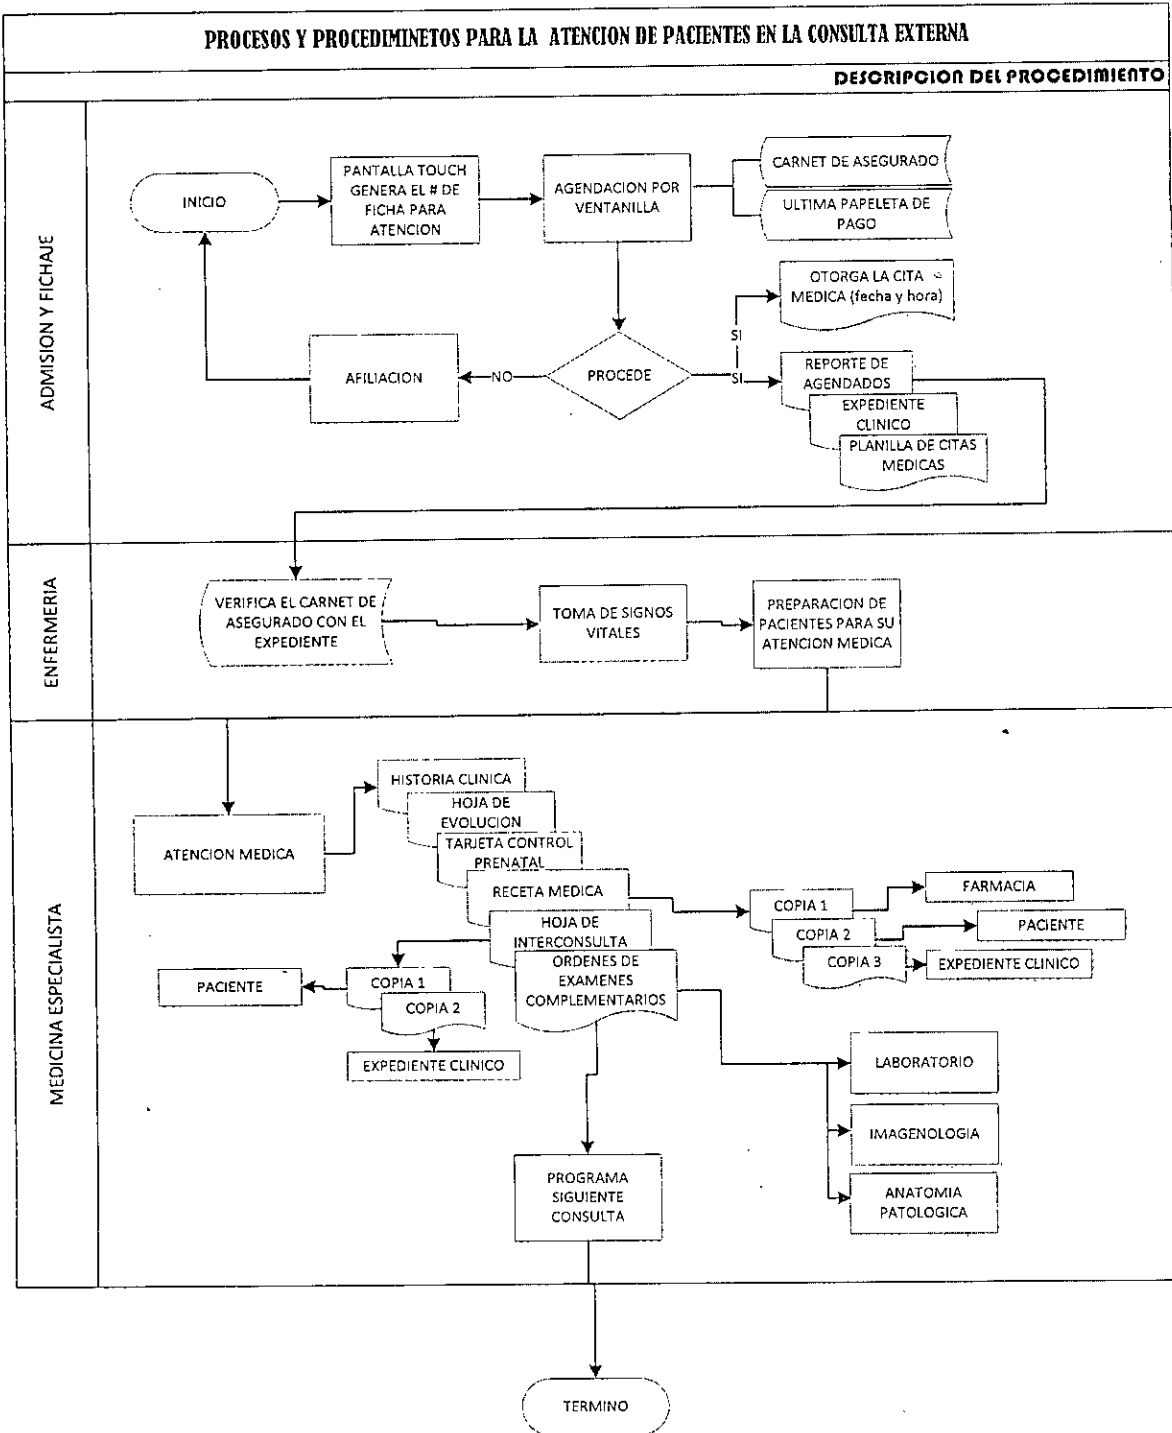 PROCESOS Y PROCEDIMINETOS PARA LA ATENCION DE PACIENTES EN LA CONSULTA EXTERNA
DESCRIPCION DEL PROCEDIMIENTO
ADMISION Y FICHAJE
INICIO
PANTALLA TOUCH
GENERA EL # DE
FICHA PARA
ATENCION
AGENDACION POR
VENTANILLA
CARNET DE ASEGURADO
ULTIMA PAPELETA DE
PAGO
OTORGA LA CITA
MEDICA (fecha y hora)
SI
AFILIACION
NO
PROCEDE
SI
REPORTE DE
AGENDADOS
EXPEDIENTE
CLINICO
PLANILLA DE CITAS
MEDICAS
ENFERMERIA
VERIFICA EL CARNET DE
ASEGURADO CON EL
EXPEDIENTE
TOMA DE SIGNOS
VITALES
PREPARACION DE
PACIENTES PARA SU
ATENCION MEDICA
MEDICINA ESPECIALISTA
ATENCION MEDICA
HISTORIA CLINICA
HOJA DE
EVOLUCION
TARJETA CONTROL
PRENATAL
RECETA MEDICA
HOJA DE
INTERCONSULTA
ORDENES DE
EXAMENES
COMPLEMENTARIOS
COPIA 1
COPIA 2
COPIA 3
FARMACIA
PACIENTE
EXPEDIENTE CLINICO
PACIENTE
COPIA 1
COPIA 2
EXPEDIENTE CLINICO
LABORATORIO
IMAGENOLOGIA
ANATOMIA
PATOLOGICA
PROGRAMA
SIGUIENTE
CONSULTA
TERMINO